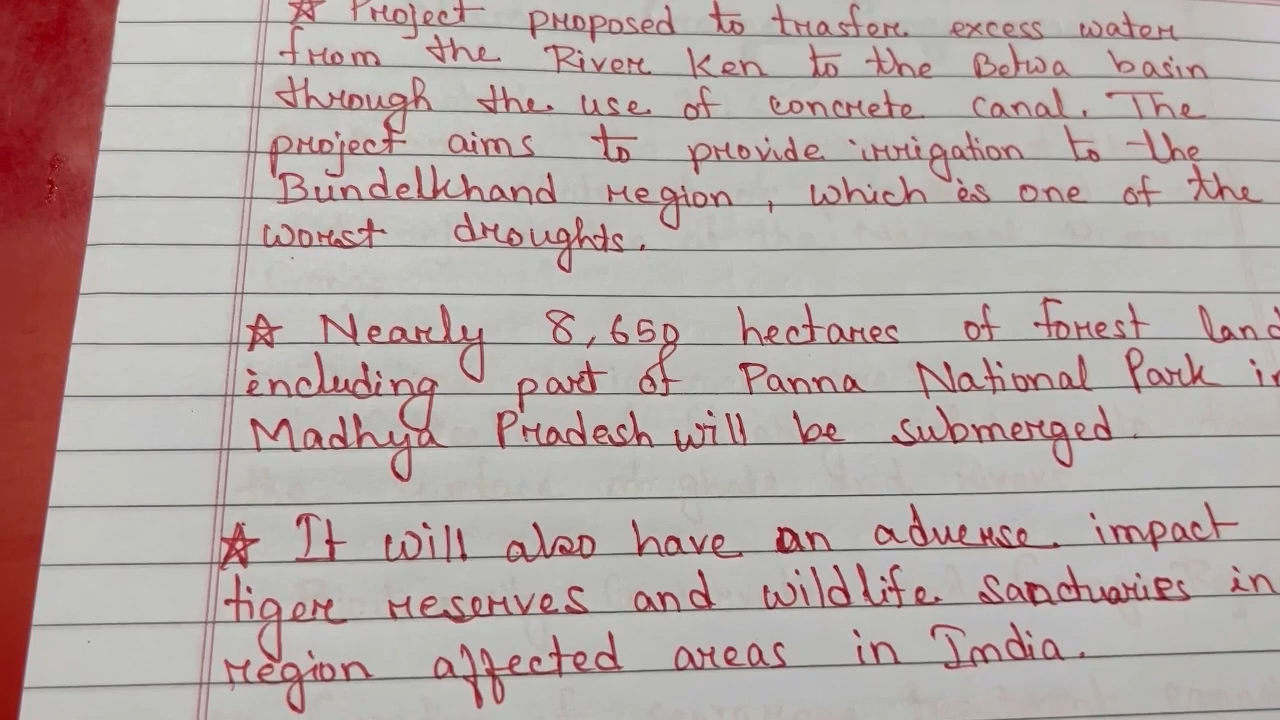 ☆ Project proposed to trasfer excess water
from the River Ken to the Betwa basin
through the use of concrete canal. The
project aims to provide irrigation to the
Bundelkhand region, which is one of the
worst droughts.
☆ Nearly 8,650 hectares of forest land
including part of Panna National Park in
Madhya Pradesh will be submerged.
☆ It will also have an adverse impact
tiger reserves and wildlife sanctuaries in
region affected areas in India.